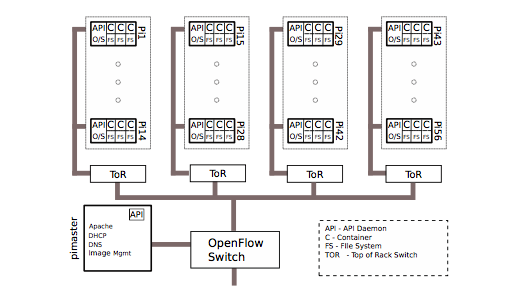 API C C C
O/S FS FS FS
Pi1
API C C C
O/S FS FS FS
Pi15
API C C C
O/S FS FS FS
Pi29
API C C C
O/S FS FS FS
Pi43
API C C C
O/S FS FS FS
Pi14
API C C C
O/S FS FS FS
Pi28
API C C C
O/S FS FS FS
Pi42
API C C C
O/S FS FS FS
Pi56
ToR
ToR
ToR
ToR
pimaster
API
Apache
DHCP
DNS
Image Mgmt
OpenFlow
Switch
API - API Daemon
C - Container
FS - File System
TOR - Top of Rack Switch